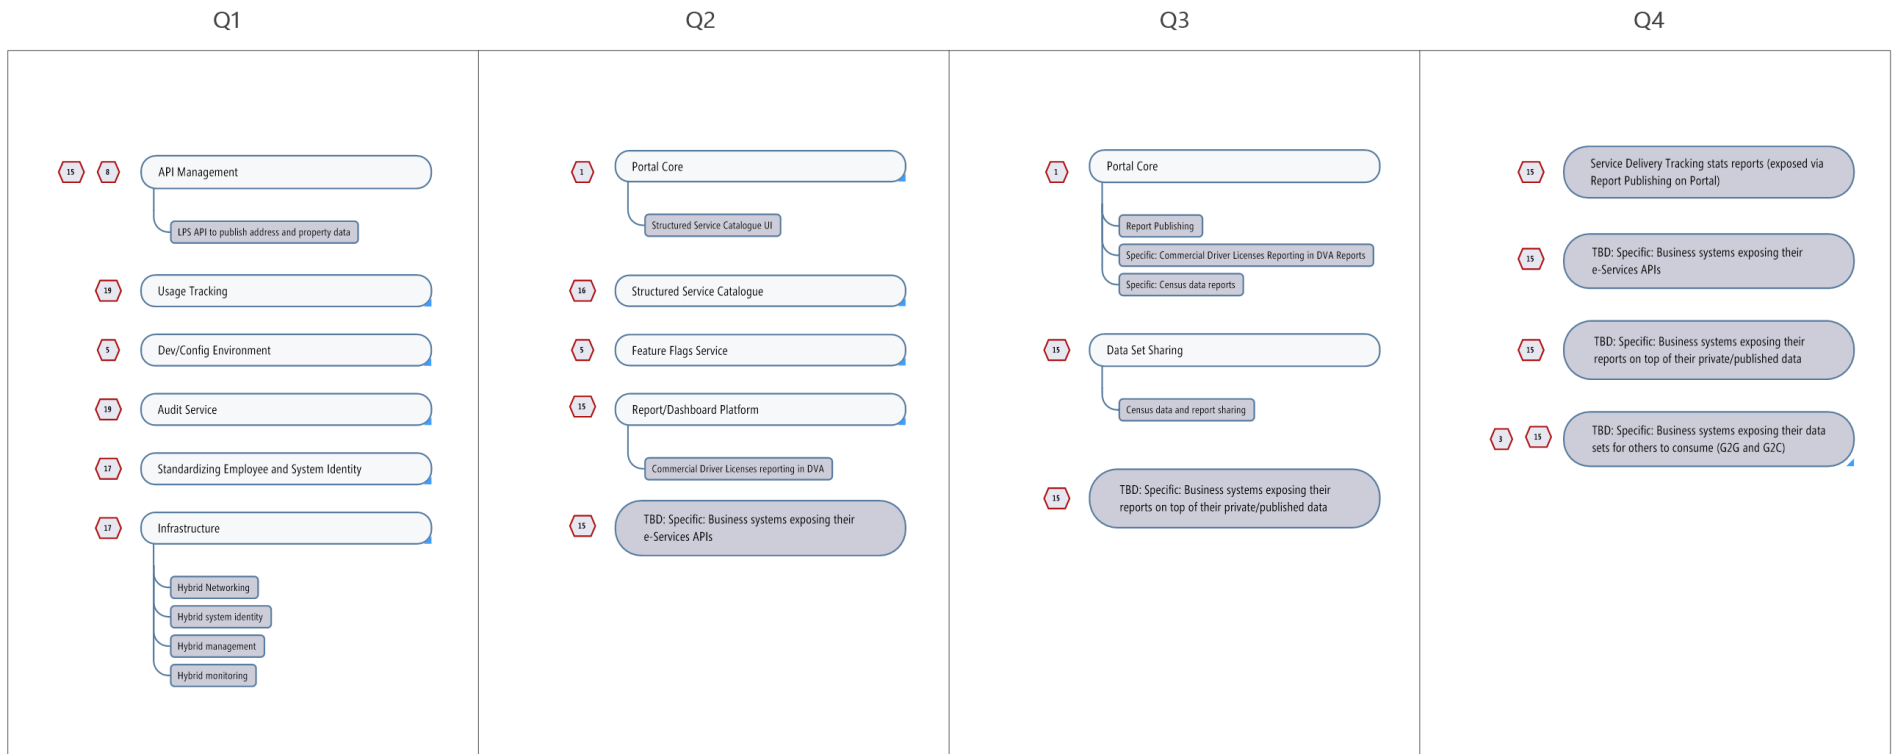 Q1
Q2
Q3
Q4
15
8
API Management
LPS API to publish address and property data
19
Usage Tracking
5
Dev/Config Environment
19
Audit Service
17
Standardizing Employee and System Identity
17
Infrastructure
Hybrid Networking
Hybrid system identity
Hybrid management
Hybrid monitoring
1
Portal Core
Structured Service Catalogue UI
16
Structured Service Catalogue
5
Feature Flags Service
15
Report/Dashboard Platform
Commercial Driver Licenses reporting in DVA
15
TBD: Specific: Business systems exposing their
e-Services APIs
1
Portal Core
Report Publishing
Specific: Commercial Driver Licenses Reporting in DVA Reports
Specific: Census data reports
15
Data Set Sharing
Census data and report sharing
15
TBD: Specific: Business systems exposing their
reports on top of their private/published data
15
Service Delivery Tracking stats reports (exposed via
Report Publishing on Portal)
15
TBD: Specific: Business systems exposing their
e-Services APIs
15
TBD: Specific: Business systems exposing their
reports on top of their private/published data
3
15
TBD: Specific: Business systems exposing their data
sets for others to consume (G2G and G2C)